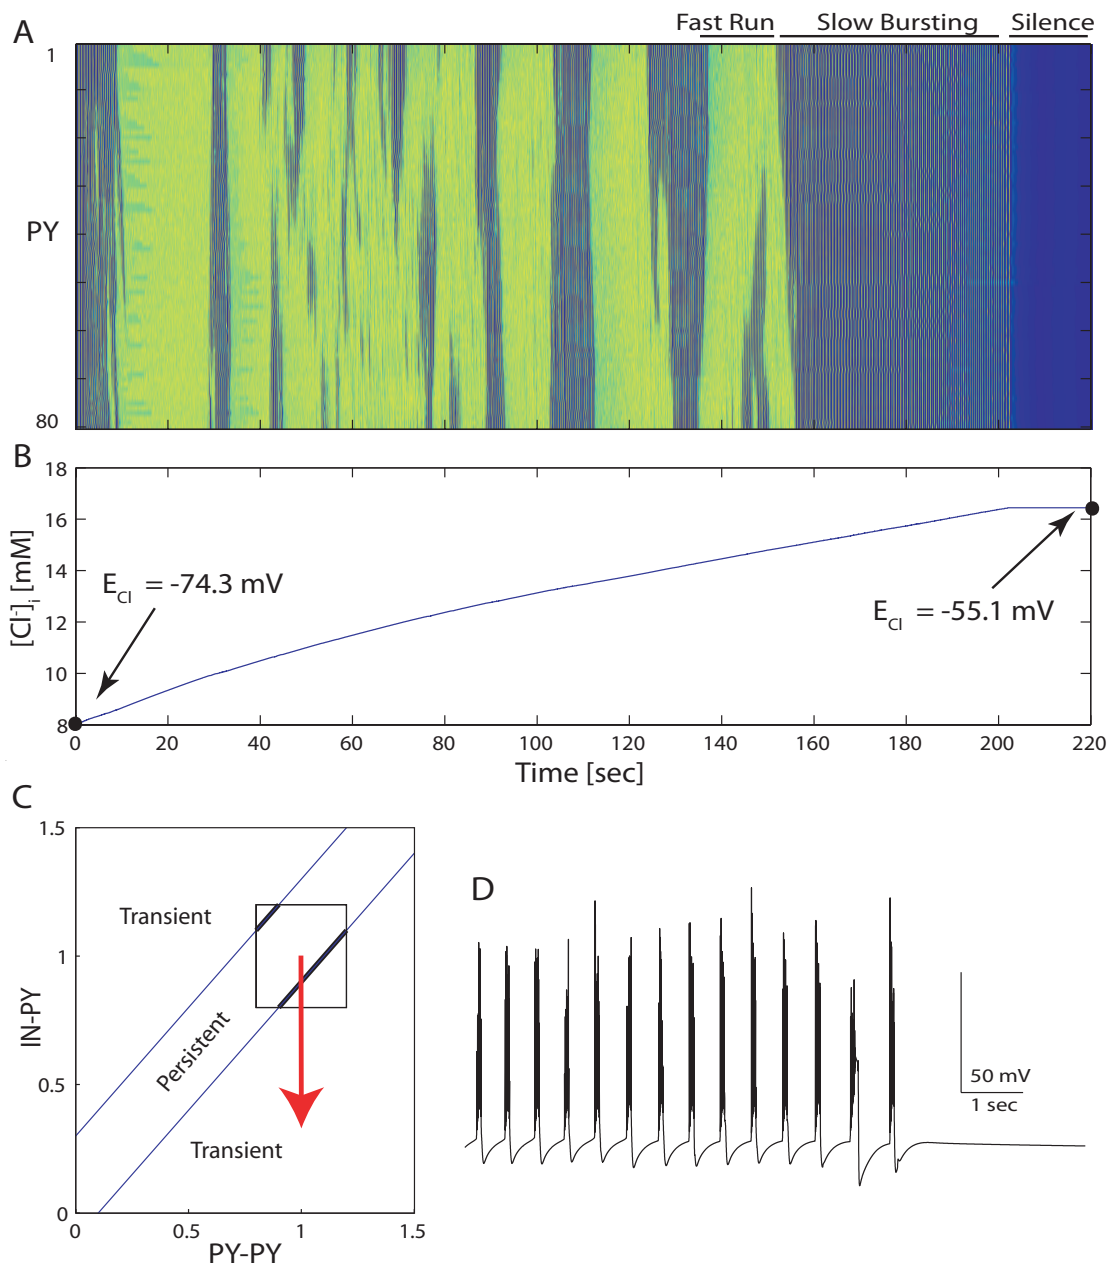 A
Fast Run Slow Bursting Silence
1
PY
80
B
18
16
14
12
10
8
[Cl-]i [mM]
ECl = -74.3 mV
ECl = -55.1 mV
0 20 40 60 80 100 120 140 160 180 200 220
Time [sec]
C
1.5
1
0.5
0
IN-PY
Transient
Persistent
Transient
0 0.5 1 1.5
PY-PY
D
50 mV
1 sec